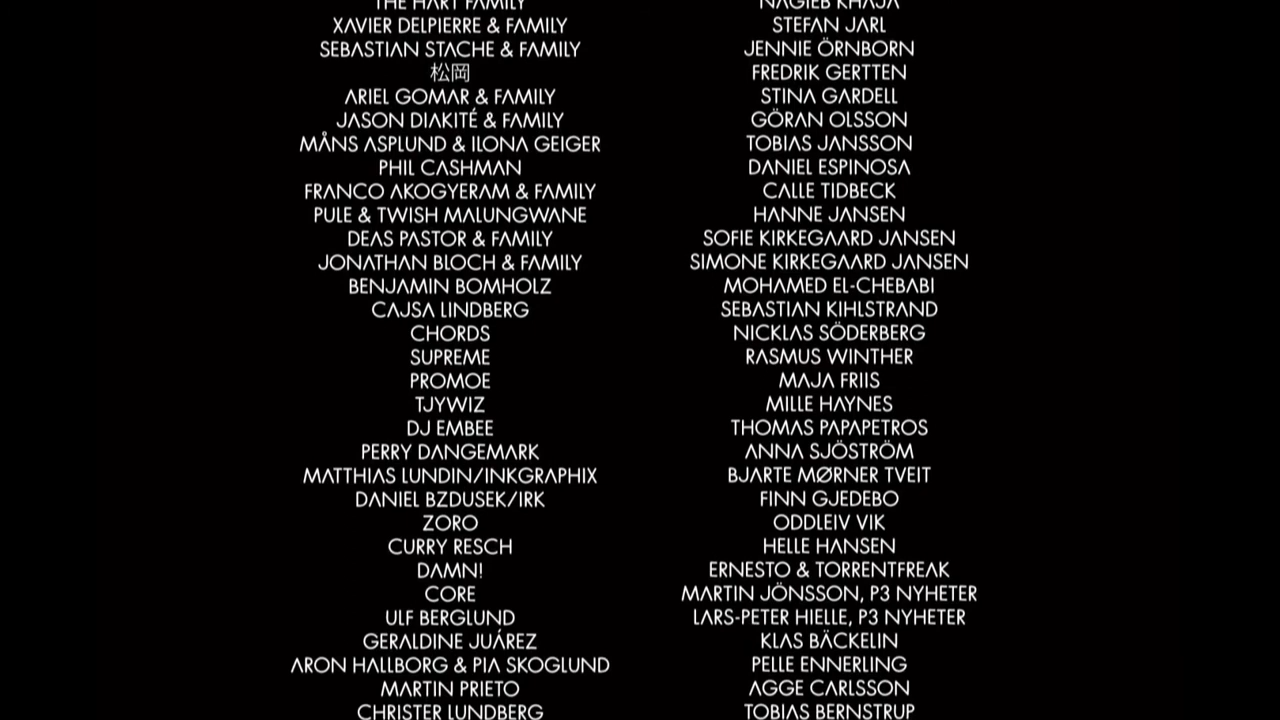 THE HART FAMILY
XAVIER DELPIERRE & FAMILY
SEBASTIAN STACHE & FAMILY
松岡
ARIEL GOMAR & FAMILY
JASON DIAKITÉ & FAMILY
MÅNS ASPLUND & ILONA GEIGER
PHIL CASHMAN
FRANCO AKOGYERAM & FAMILY
PULE & TWISH MALUNGWANE
DEAS PASTOR & FAMILY
JONATHAN BLOCH & FAMILY
BENJAMIN BOMHOLZ
CAJSA LINDBERG
CHORDS
SUPREME
PROMOE
TJYWIZ
DJ EMBEE
PERRY DANGEMARK
MATTHIAS LUNDIN/INKGRAPHIX
DANIEL BZDUSEK/IRK
ZORO
CURRY RESCH
DAMN!
CORE
ULF BERGLUND
GERALDINE JUÁREZ
ARON HALLBORG & PIA SKOGLUND
MARTIN PRIETO
CHRISTER LUNDBERG
NAGIEB KHAJA
STEFAN JARL
JENNIE ÖRNBORN
FREDRIK GERTTEN
STINA GARDELL
GÖRAN OLSSON
TOBIAS JANSSON
DANIEL ESPINOSA
CALLE TIDBECK
HANNE JANSEN
SOFIE KIRKEGAARD JANSEN
SIMONE KIRKEGAARD JANSEN
MOHAMED EL-CHEBABI
SEBASTIAN KIHLSTRAND
NICKLAS SÖDERBERG
RASMUS WINTHER
MAJA FRIIS
MILLE HAYNES
THOMAS PAPAPETROS
ANNA SJÖSTRÖM
BJARTE MØRNER TVEIT
FINN GJEDEBO
ODDLEIV VIK
HELLE HANSEN
ERNESTO & TORRENTFREAK
MARTIN JÖNSSON, P3 NYHETER
LARS-PETER HIELLE, P3 NYHETER
KLAS BÄCKELIN
PELLE ENNERLING
AGGE CARLSSON
TOBIAS BERNSTRUP